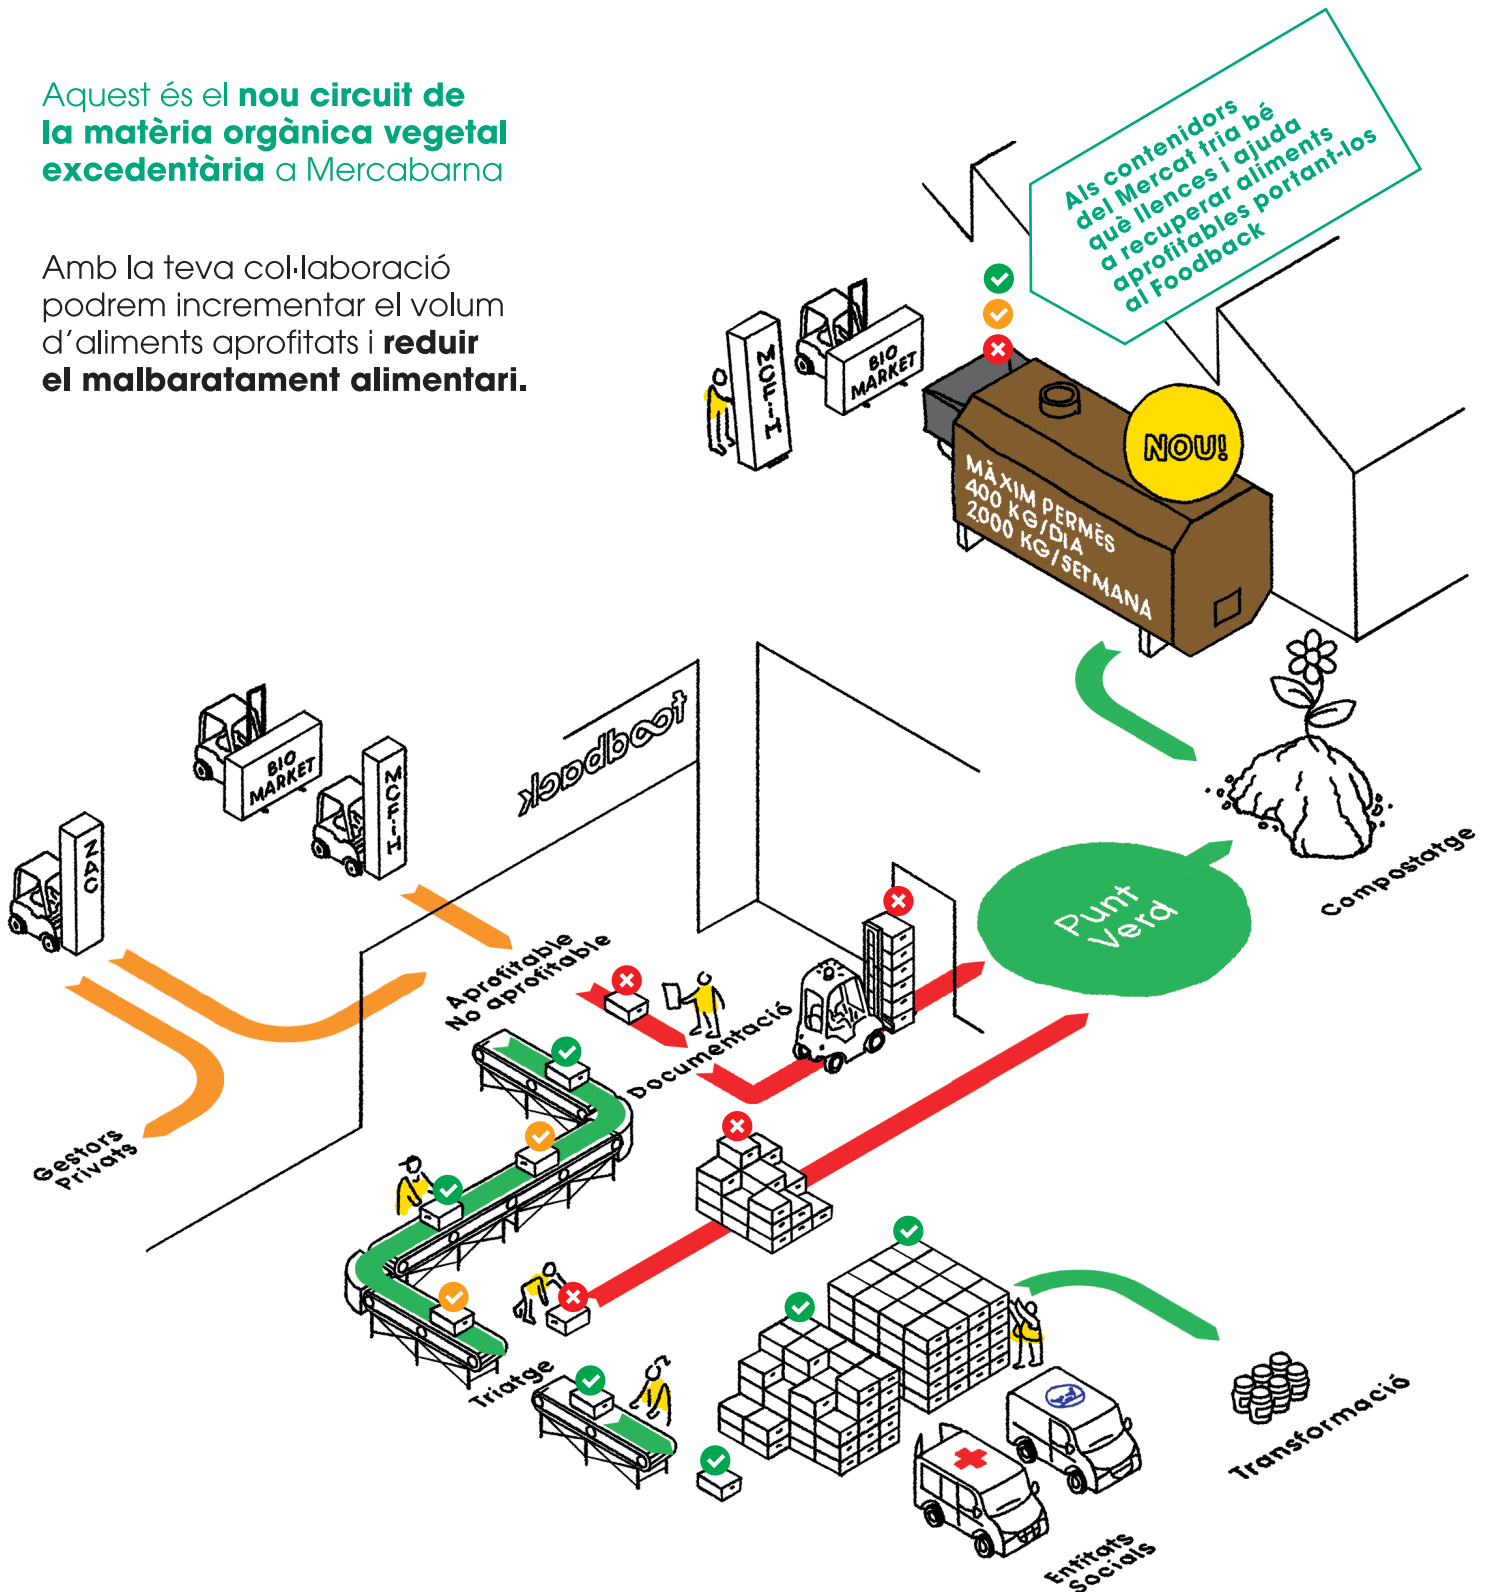 Aquest és el nou circuit de
la matèria orgànica vegetal
excedentària a Mercabarna
Amb la teva col·laboració
podrem incrementar el volum
d’aliments aprofitats i reduir
el malbaratament alimentari.
Als contenidors
del Mercat tria bé
què llences i ajuda
a recuperar aliments
aprofitables portant-los
al Foodback
MCF-H
BIO
MARKET
NOU!
MÀXIM PERMÈS
400 KG/DIA
2000 KG/SETMANA
foodback
BIO
MARKET
MCF-H
ZAC
Compostatge
Punt
Verd
Aprofitable
No aprofitable
Documentació
Gestors
Privats
Triatge
Transformació
Entitats
Socials